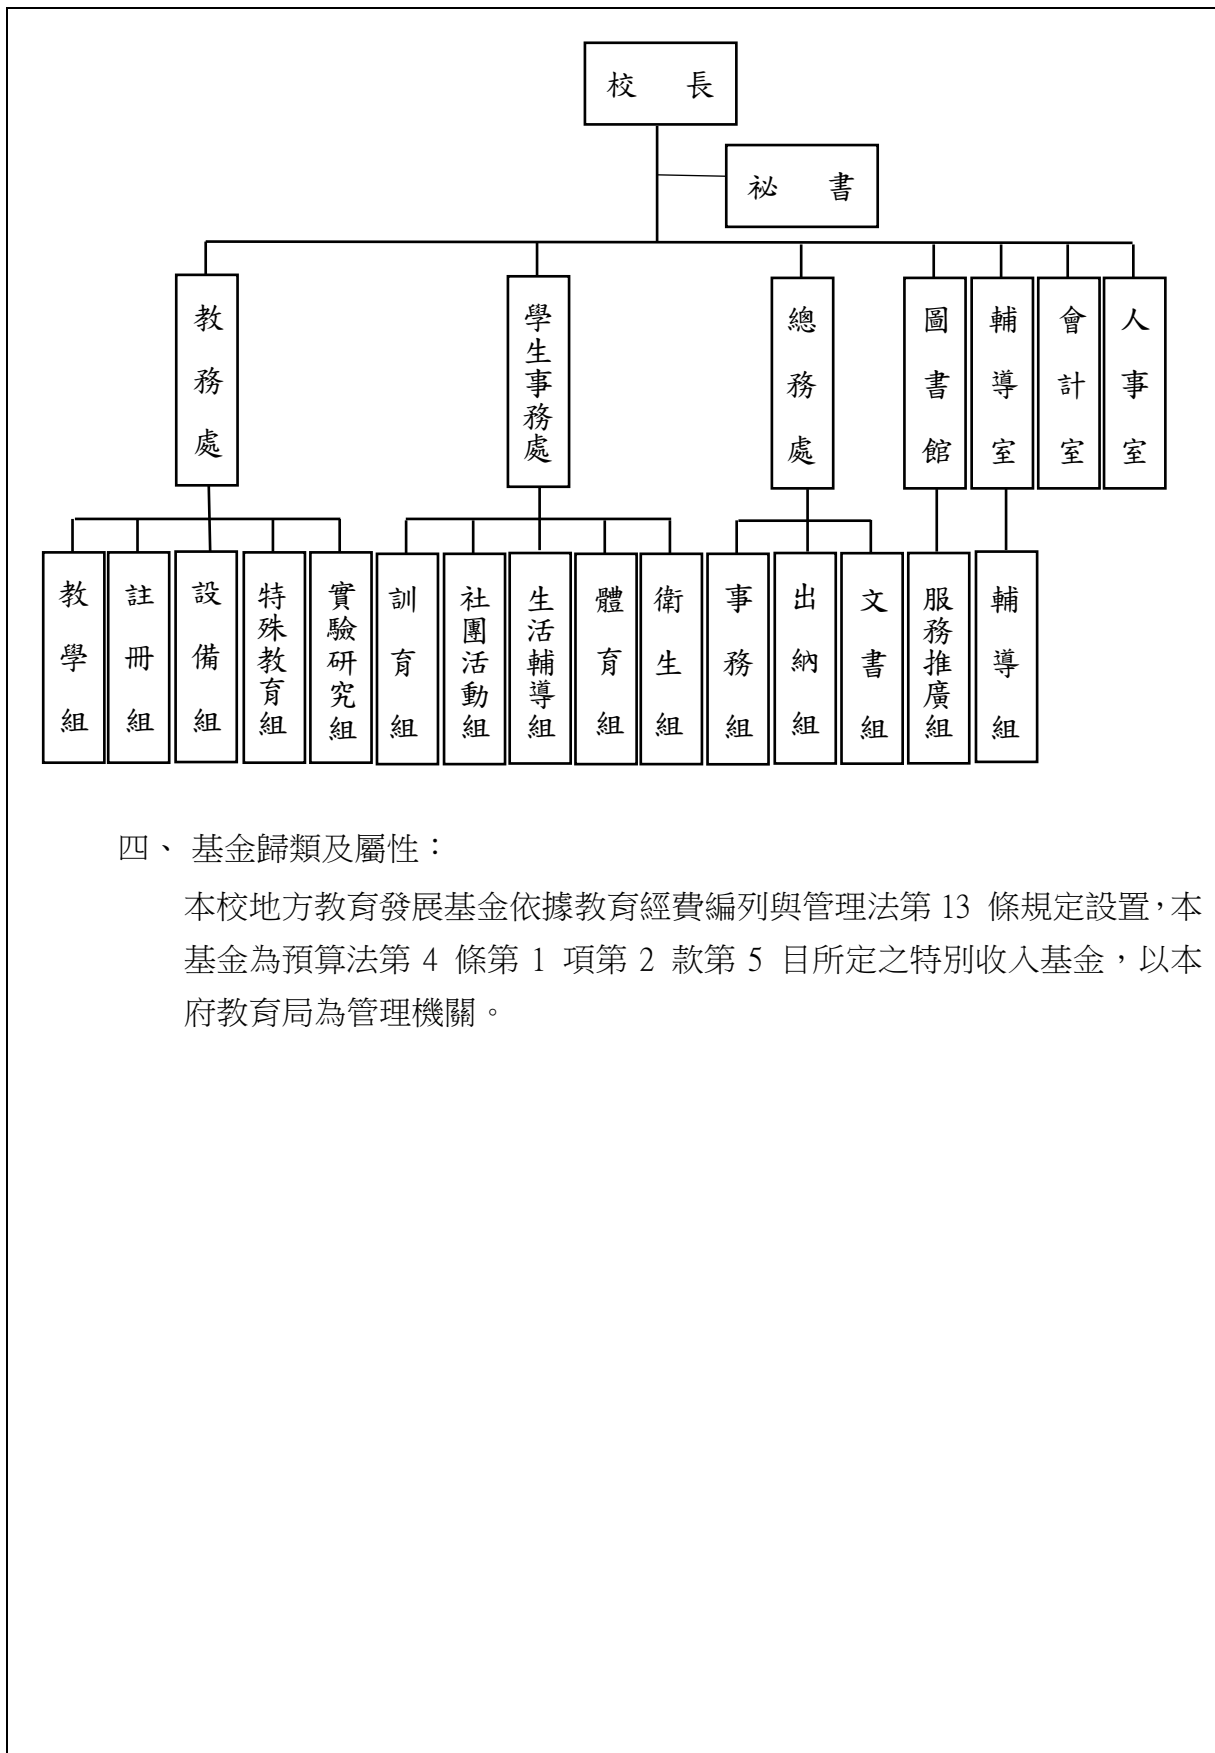 校　長
祕　書
教務處
學生事務處
總務處
圖書館
輔導室
會計室
人事室
教學組
註冊組
設備組
特殊教育組
實驗研究組
訓育組
社團活動組
生活輔導組
體育組
衛生組
事務組
出納組
文書組
服務推廣組
輔導組
四、 基金歸類及屬性：
本校地方教育發展基金依據教育經費編列與管理法第 13 條規定設置，本
基金為預算法第 4 條第 1 項第 2 款第 5 目所定之特別收入基金，以本
府教育局為管理機關。